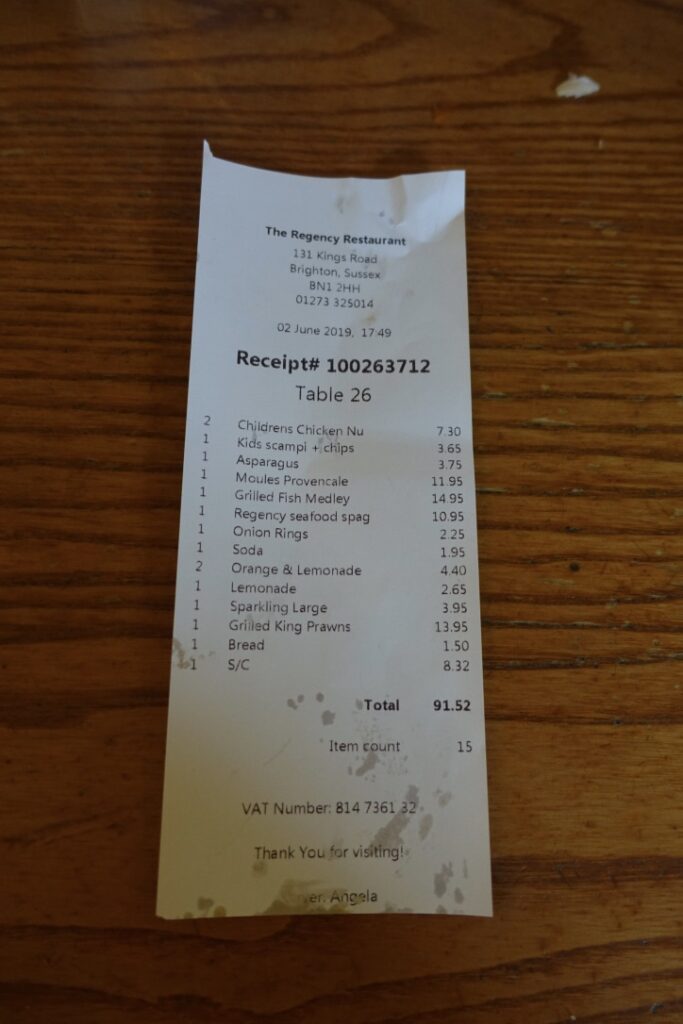 The Regency Restaurant
131 Kings Road
Brighton, Sussex
BN1 2HH
01273 325014
02 June 2019, 17:49
Receipt# 100263712
Table 26
2 Childrens Chicken Nu 7.30
1 Kids scampi + chips 3.65
1 Asparagus 3.75
1 Moules Provencale 11.95
1 Grilled Fish Medley 14.95
1 Regency seafood spag 10.95
1 Onion Rings 2.25
1 Soda 1.95
2 Orange & Lemonade 4.40
1 Lemonade 2.65
1 Sparkling Large 3.95
1 Grilled King Prawns 13.95
1 Bread 1.50
1 S/C 8.32
Total 91.52
Item count 15
VAT Number: 814 7361 32
Thank You for visiting!
Angela